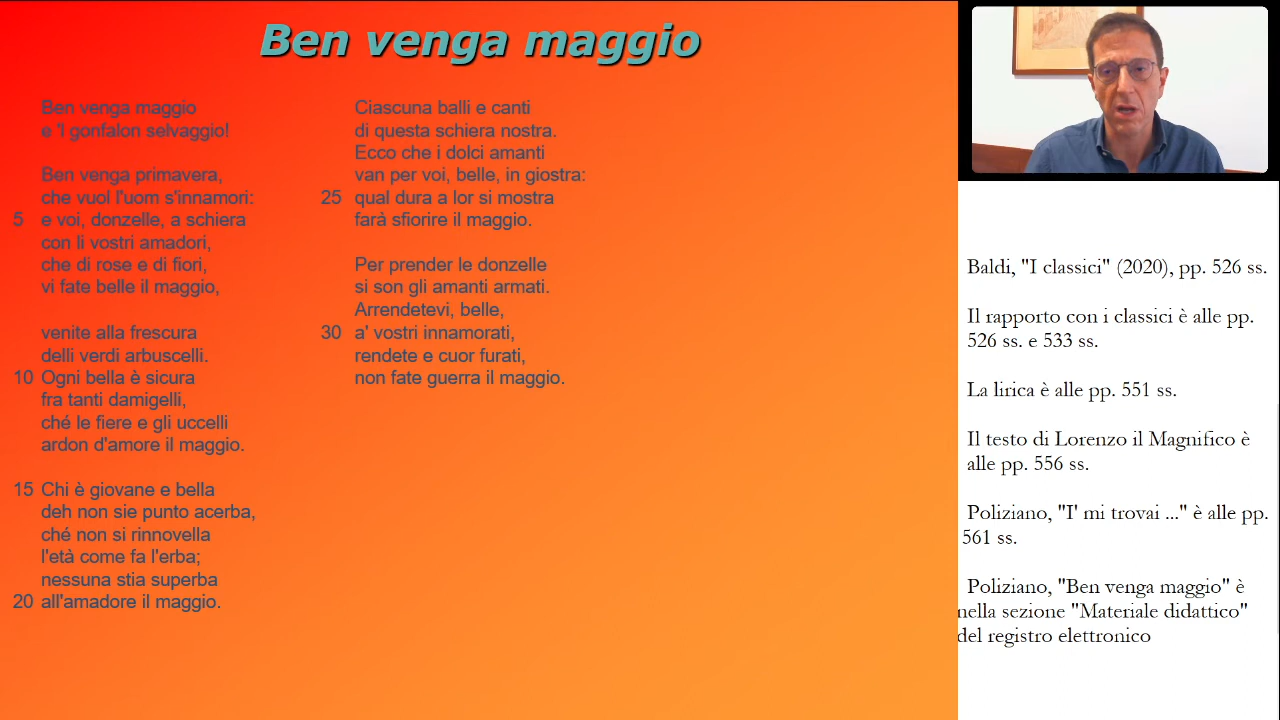 Ben venga maggio
Ben venga maggio
e 'l gonfalon selvaggio!
Ben venga primavera,
che vuol l'uom s'innamori:
5 e voi, donzelle, a schiera
con li vostri amadori,
che di rose e di fiori,
vi fate belle il maggio,
venite alla frescura
delli verdi arbuscelli.
10 Ogni bella è sicura
fra tanti damigelli,
ché le fiere e gli uccelli
ardon d'amore il maggio.
15 Chi è giovane e bella
deh non sie punto acerba,
ché non si rinnovella
l'età come fa l'erba;
nessuna stia superba
20 all'amadore il maggio.
Ciascuna balli e canti
di questa schiera nostra.
Ecco che i dolci amanti
van per voi, belle, in giostra:
25 qual dura a lor si mostra
farà sfiorire il maggio.
Per prender le donzelle
si son gli amanti armati.
Arrendetevi, belle,
30 a' vostri innamorati,
rendete e cuor furati,
non fate guerra il maggio.
Baldi, "I classici" (2020), pp. 526 ss.
Il rapporto con i classici è alle pp.
526 ss. e 533 ss.
La lirica è alle pp. 551 ss.
Il testo di Lorenzo il Magnifico è
alle pp. 556 ss.
Poliziano, "I' mi trovai ..." è alle pp.
561 ss.
Poliziano, "Ben venga maggio" è
nella sezione "Materiale didattico"
del registro elettronico